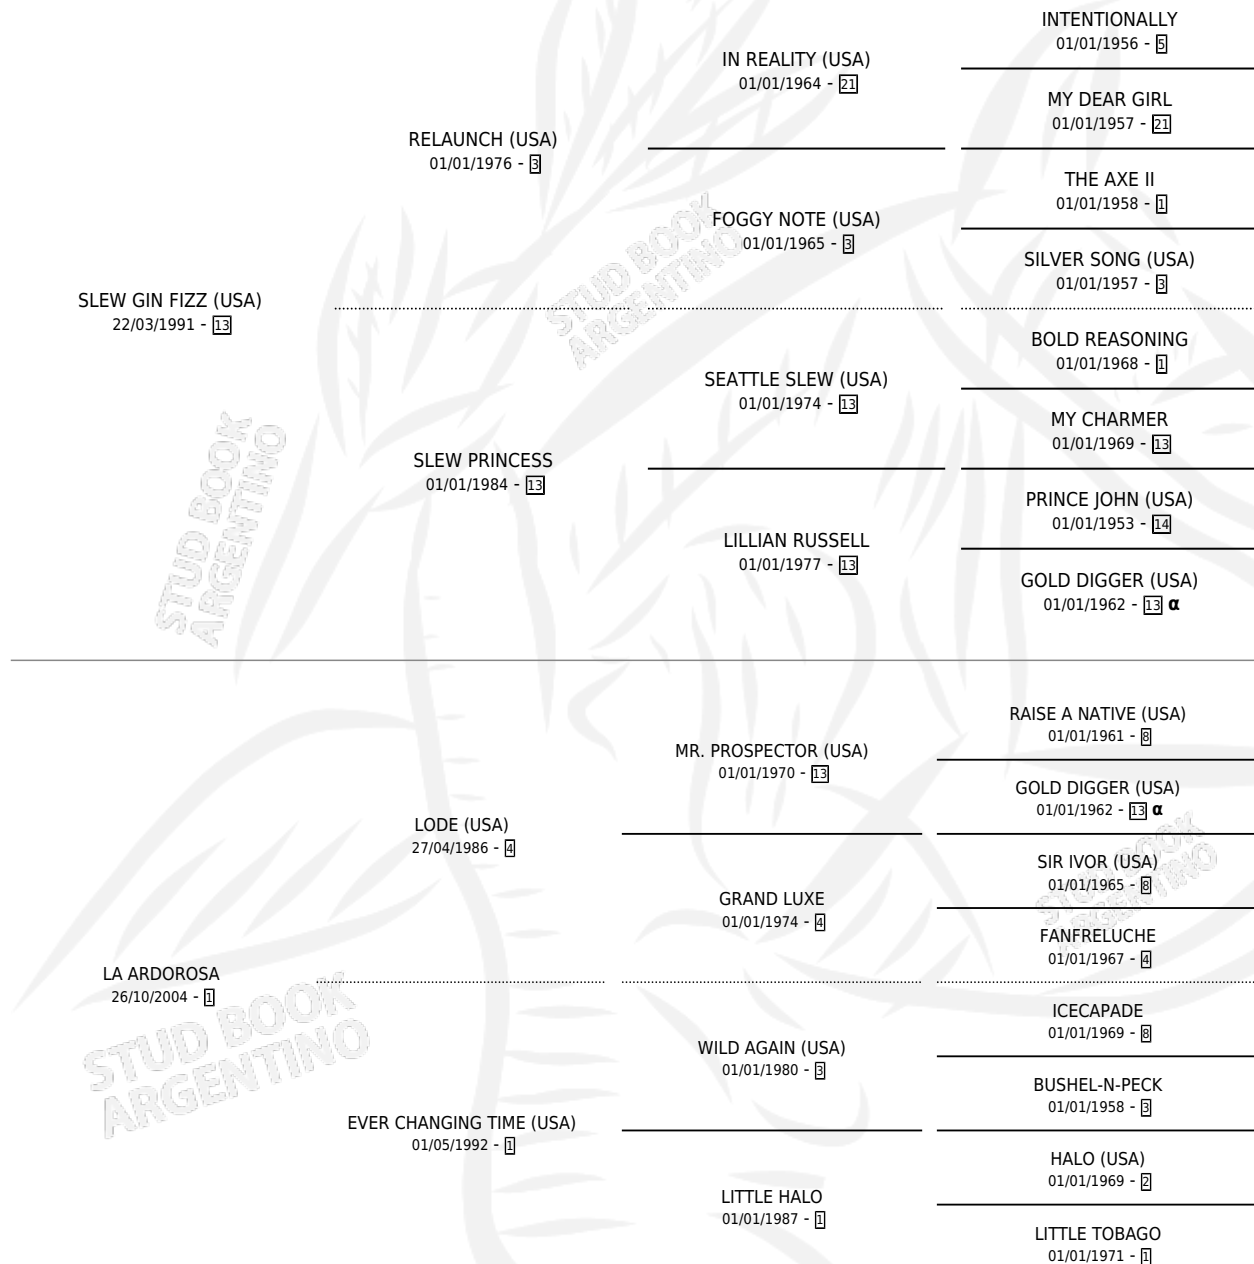 INTENTIONALLY
01/01/1956 - 5
IN REALITY (USA)
01/01/1964 - 21
MY DEAR GIRL
01/01/1957 - 21
RELAUNCH (USA)
01/01/1976 - 3
THE AXE II
01/01/1958 - 1
FOGGY NOTE (USA)
01/01/1965 - 3
SILVER SONG (USA)
01/01/1957 - 3
SLEW GIN FIZZ (USA)
22/03/1991 - 13
BOLD REASONING
01/01/1968 - 1
SEATTLE SLEW (USA)
01/01/1974 - 13
MY CHARMER
01/01/1969 - 13
SLEW PRINCESS
01/01/1984 - 13
PRINCE JOHN (USA)
01/01/1953 - 14
LILLIAN RUSSELL
01/01/1977 - 13
GOLD DIGGER (USA)
01/01/1962 - 13 α
RAISE A NATIVE (USA)
01/01/1961 - 8
MR. PROSPECTOR (USA)
01/01/1970 - 13
GOLD DIGGER (USA)
01/01/1962 - 13 α
LODE (USA)
27/04/1986 - 4
SIR IVOR (USA)
01/01/1965 - 8
GRAND LUXE
01/01/1974 - 4
FANFRELUCHE
01/01/1967 - 4
LA ARDOROSA
26/10/2004 - 1
ICECAPADE
01/01/1969 - 8
WILD AGAIN (USA)
01/01/1980 - 3
BUSHEL-N-PECK
01/01/1958 - 3
EVER CHANGING TIME (USA)
01/05/1992 - 1
HALO (USA)
01/01/1969 - 2
LITTLE HALO
01/01/1987 - 1
LITTLE TOBAGO
01/01/1971 - 1
STUD BOOK
ARGENTINO
STUD BOOK
ARGENTINO
STUD BOOK
ARGENTINO
STUD BOOK
ARGENTINO